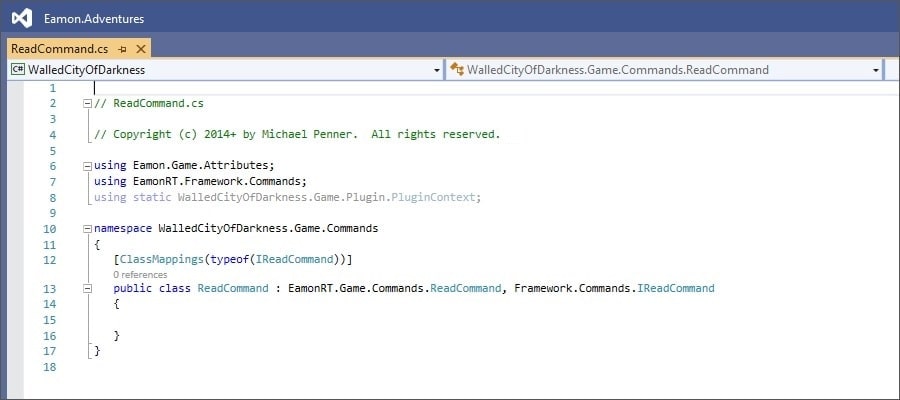 Eamon.Adventures
ReadCommand.cs
C# WalledCityOfDarkness WalledCityOfDarkness.Game.Commands.ReadCommand
1
2 // ReadCommand.cs
3
4 // Copyright (c) 2014+ by Michael Penner.  All rights reserved.
5
6 using Eamon.Game.Attributes;
7 using EamonRT.Framework.Commands;
8 using static WalledCityOfDarkness.Game.Plugin.PluginContext;
9
10 namespace WalledCityOfDarkness.Game.Commands
11 {
12 [ClassMappings(typeof(IReadCommand))]
0 references
13 public class ReadCommand : EamonRT.Game.Commands.ReadCommand, Framework.Commands.IReadCommand
14 {
15
16 }
17 }
18